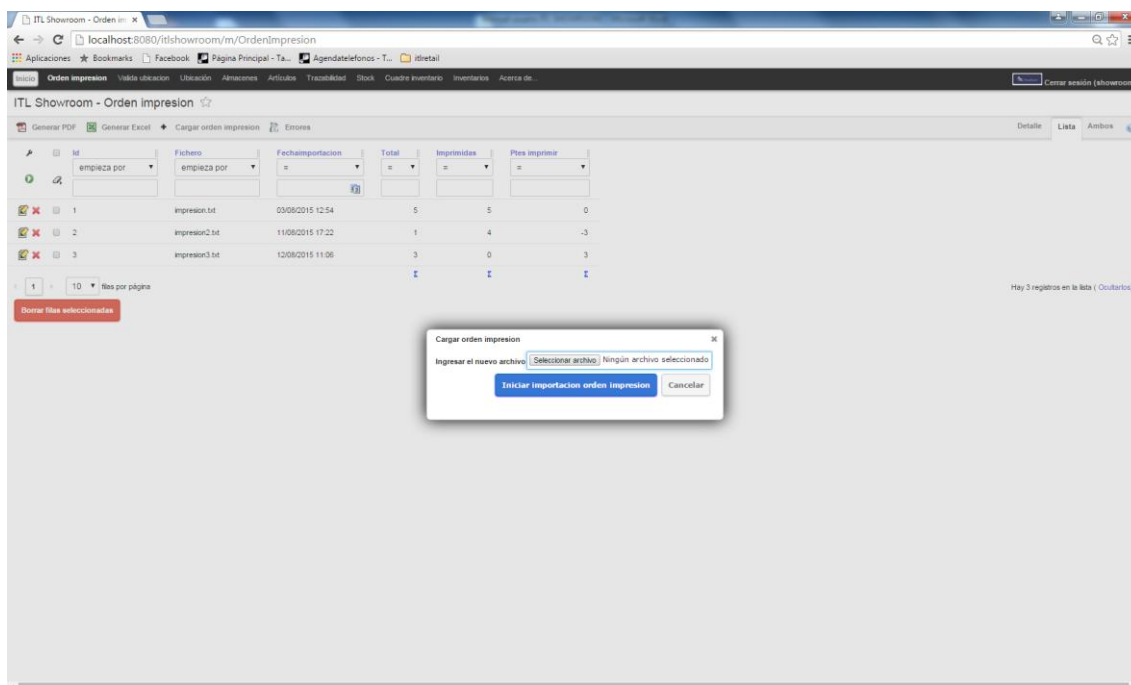 ITL Showroom - Orden im
localhost:8080/itlshowroom/m/OrdenImpresion
Aplicaciones Bookmarks Facebook Página Principal - Ta... Agendatelefonos - T... itlretail
Inicio Orden impresion Valida ubicacion Ubicación Almacenes Artículos Trazabilidad Stock Cuadre inventario Inventarios Acerca de... Cerrar sesión (showroom
ITL Showroom - Orden impresion
Generar PDF Generar Excel Cargar orden impresion Errores Detalle Lista Ambos
Id Fichero Fechaimportacion Total Imprimidas Ptes imprimir
empieza por empieza por = = = =
1 impresion.txt 03/08/2015 12:54 5 5 0
2 impresion2.txt 11/08/2015 17:22 1 4 -3
3 impresion3.txt 12/08/2015 11:06 3 0 3
Σ Σ Σ
1 10 filas por página Hay 3 registros en la lista ( Ocultarlos
Borrar filas seleccionadas
Cargar orden impresion
Ingresar el nuevo archivo Seleccionar archivo Ningún archivo seleccionado
Iniciar importacion orden impresion Cancelar